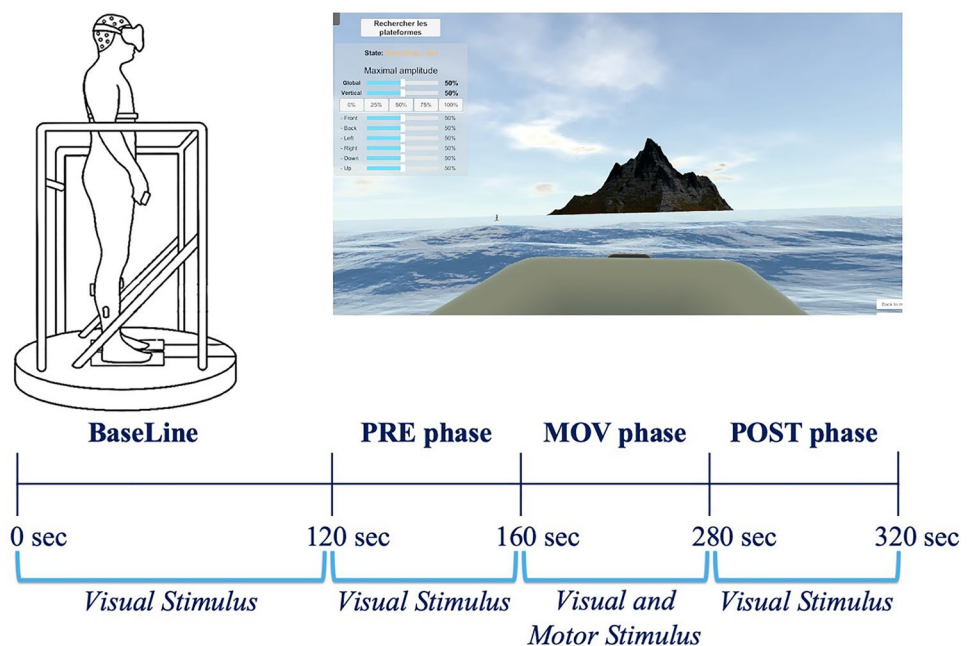 Rechercher les
plateformes
State:
Maximal amplitude
Global 50%
Vertical 50%
0% 25% 50% 75% 100%
- Front 50%
- Back 50%
- Left 50%
- Right 50%
- Down 50%
- Up 50%
BaseLine PRE phase MOV phase POST phase
0 sec 120 sec 160 sec 280 sec 320 sec
Visual Stimulus Visual Stimulus Visual and Visual Stimulus
Motor Stimulus